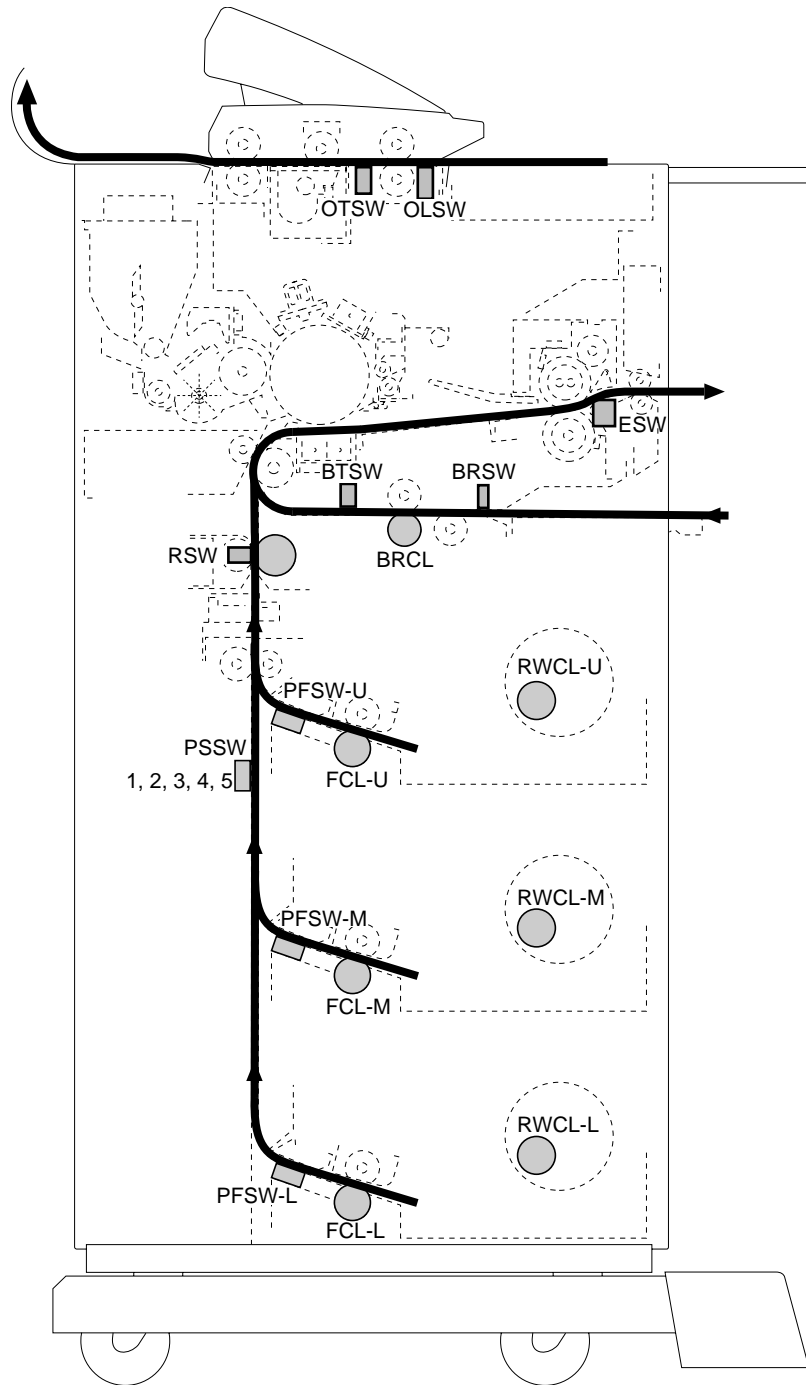 OTSW OLSW
ESW
BTSW BRSW
BRCL
RSW
RWCL-U
PFSW-U
PSSW
1, 2, 3, 4, 5
FCL-U
RWCL-M
PFSW-M
FCL-M
RWCL-L
PFSW-L
FCL-L